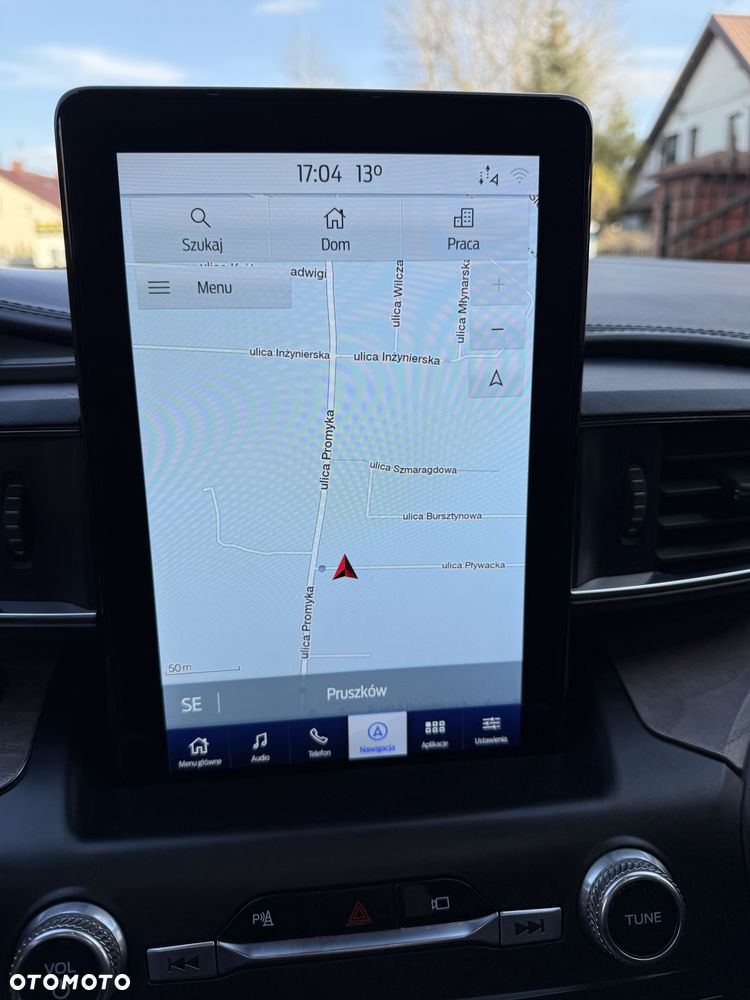 17:04 13º
Szukaj Dom Praca
adwigi
Menu
ulica Wilcza
ulica Młynarska
ulica Inżynierska ulica Inżynierska
ulica Promyka
ulica Szmaragdowa
ulica Bursztynowa
ulica Pływacka
ulica Promyka
50 m
SE Pruszków
Menu główne Audio Telefon Nawigacja Aplikacje Ustawienia
P
VOL
TUNE
OTOMOTO